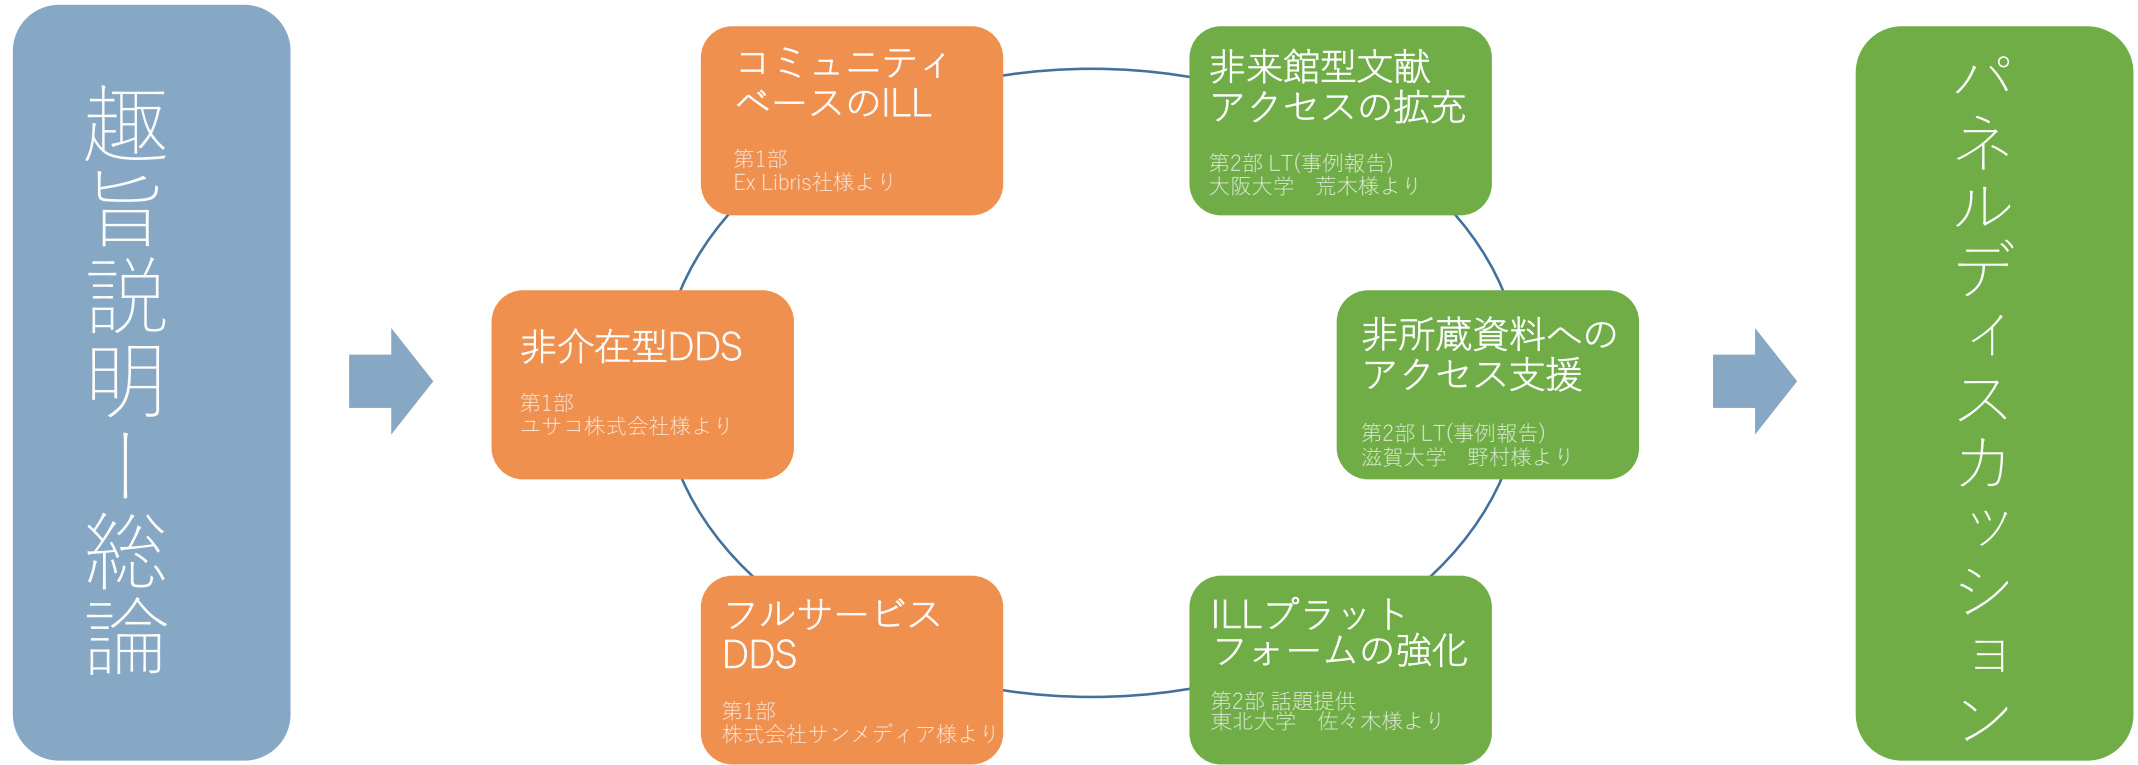 趣旨説明ー総論
コミュニティ
ベースのILL
第1部
Ex Libris社様より
非介在型DDS
第1部
ユサコ株式会社様より
フルサービス
DDS
第1部
株式会社サンメディア様より
非来館型文献
アクセスの拡充
第2部 LT(事例報告)
大阪大学　荒木様より
非所蔵資料への
アクセス支援
第2部 LT(事例報告)
滋賀大学　野村様より
ILLプラット
フォームの強化
第2部 話題提供
東北大学　佐々木様より
パネルディスカッション